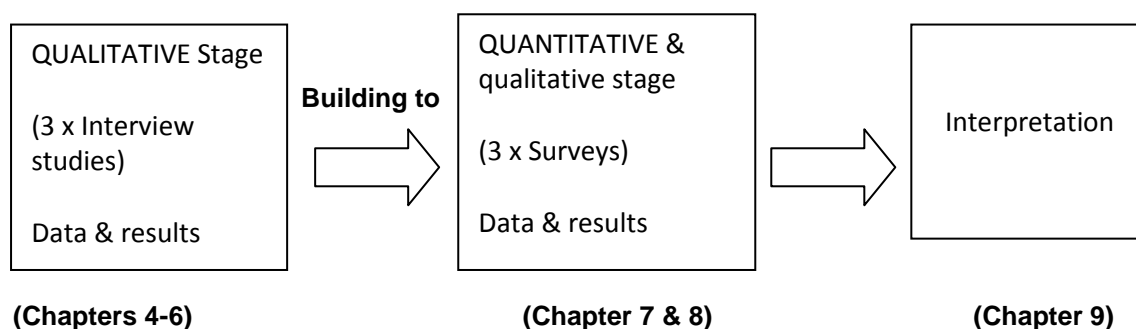 QUALITATIVE Stage
(3 x Interview
studies)
Data & results
Building to
QUANTITATIVE &
qualitative stage
(3 x Surveys)
Data & results
Interpretation
(Chapters 4-6)
(Chapter 7 & 8)
(Chapter 9)